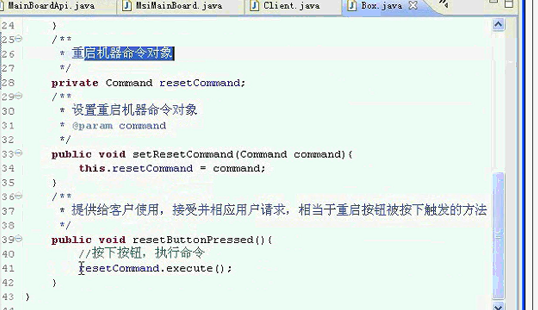 MainBoardApi.java MsiMainBoard.java Client.java Box.java
24 }
25 /**
26 * 重启机器命令对象
27 */
28 private Command resetCommand;
29 /**
30 * 设置重启机器命令对象
31 * @param command
32 */
33 public void setResetCommand(Command command){
34 this.resetCommand = command;
35 }
36 /**
37 * 提供给客户使用，接受并相应用户请求，相当于重启按钮被按下触发的方法
38 */
39 public void resetButtonPressed(){
40 //按下按钮，执行命令
41 resetCommand.execute();
42 }
43 }
44